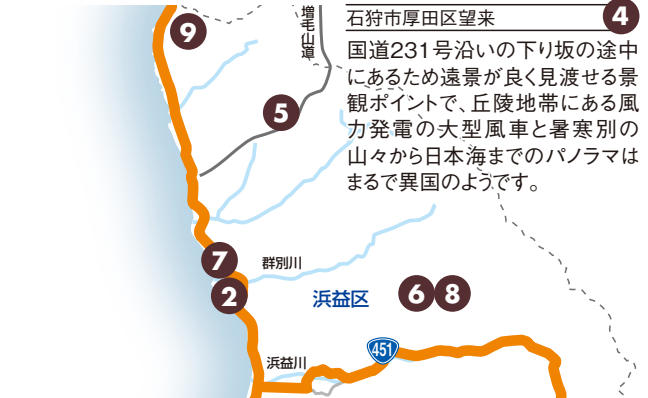 石狩市厚田区望来
4
国道231号沿いの下り坂の途中
にあるため遠景が良く見渡せる景
観ポイントで、丘陵地帯にある風
力発電の大型風車と暑寒別の
山々から日本海までのパノラマは
まるで異国のようです。
増毛山道
9
5
7
群別川
2
浜益区
6
8
451
浜益川